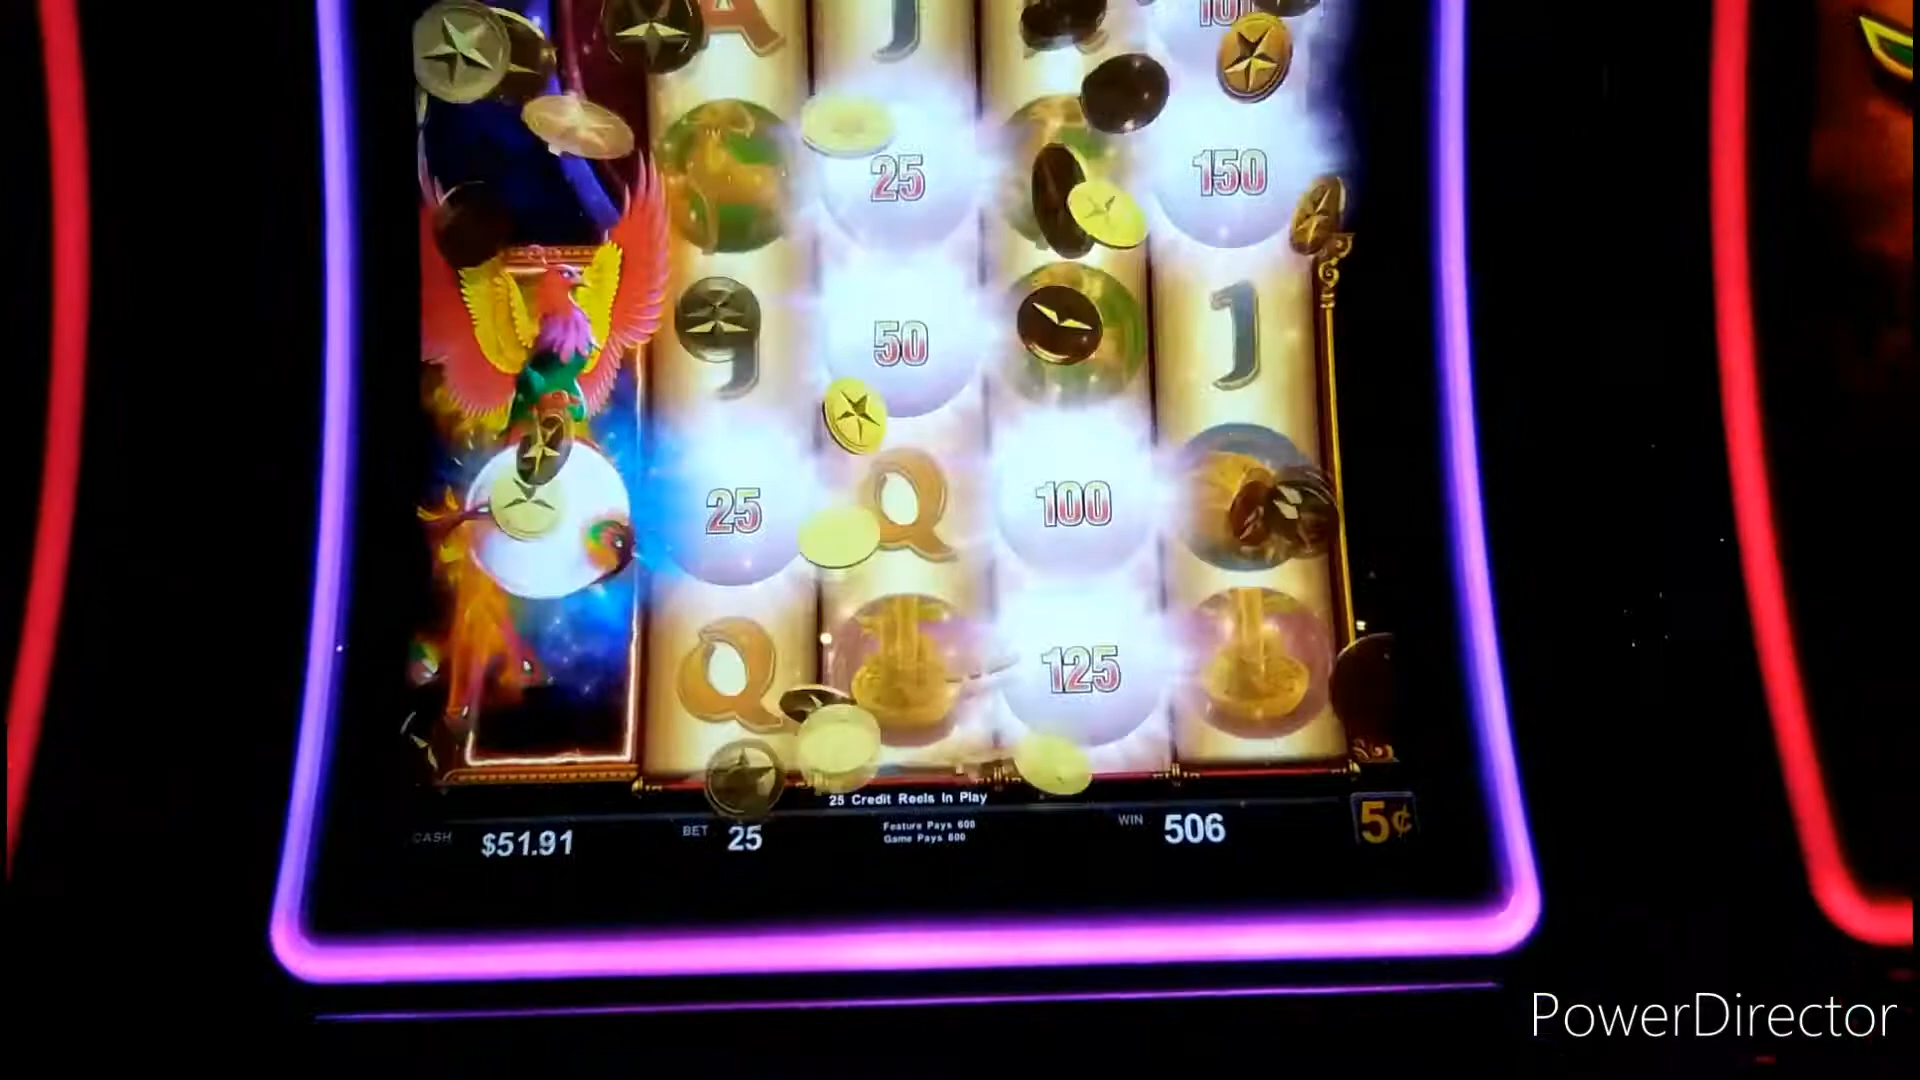 A J 10
25 150
J 50 J
25 Q 100
Q 125
25 Credit Reels In Play
CASH $51.91 BET 25 Feature Pays 600 WIN 506 5¢
Game Pays 600
PowerDirector